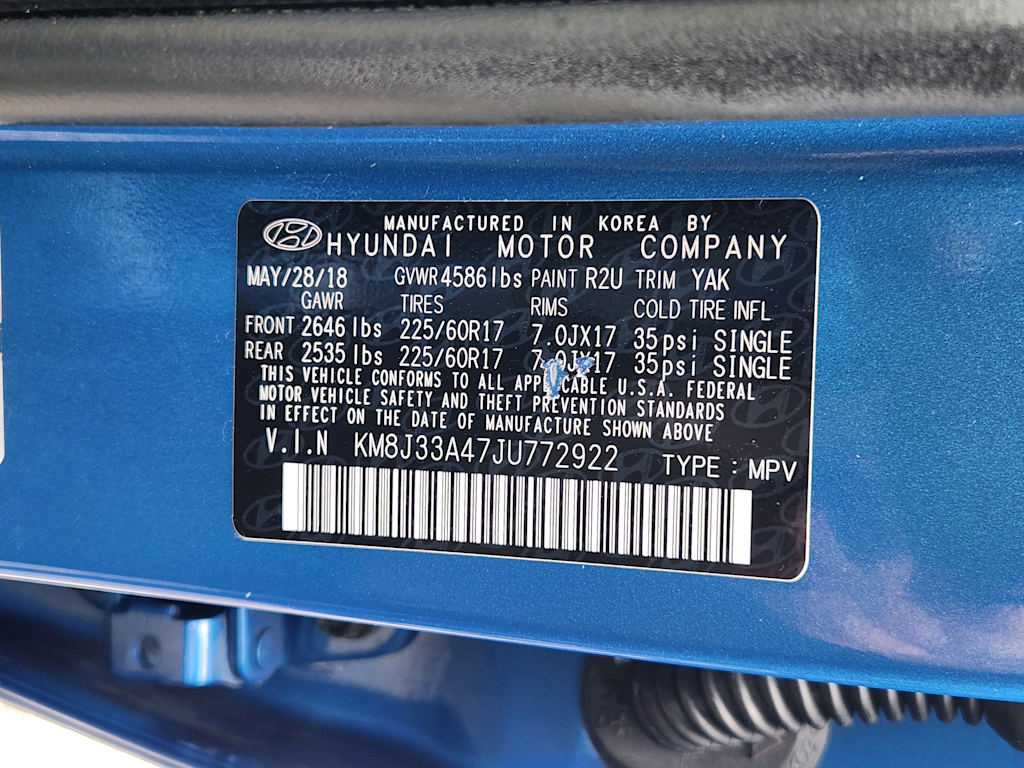 MANUFACTURED IN KOREA BY
HYUNDAI MOTOR COMPANY
MAY/28/18 GVWR 4586 lbs PAINT R2U TRIM YAK
GAWR TIRES RIMS COLD TIRE INFL
FRONT 2646 lbs 225/60R17 7.0JX17 35psi SINGLE
REAR 2535 lbs 225/60R17 7.0JX17 35psi SINGLE
THIS VEHICLE CONFORMS TO ALL APPLICABLE U.S.A. FEDERAL
MOTOR VEHICLE SAFETY AND THEFT PREVENTION STANDARDS
IN EFFECT ON THE DATE OF MANUFACTURE SHOWN ABOVE
V.I.N KM8J33A47JU772922 TYPE : MPV